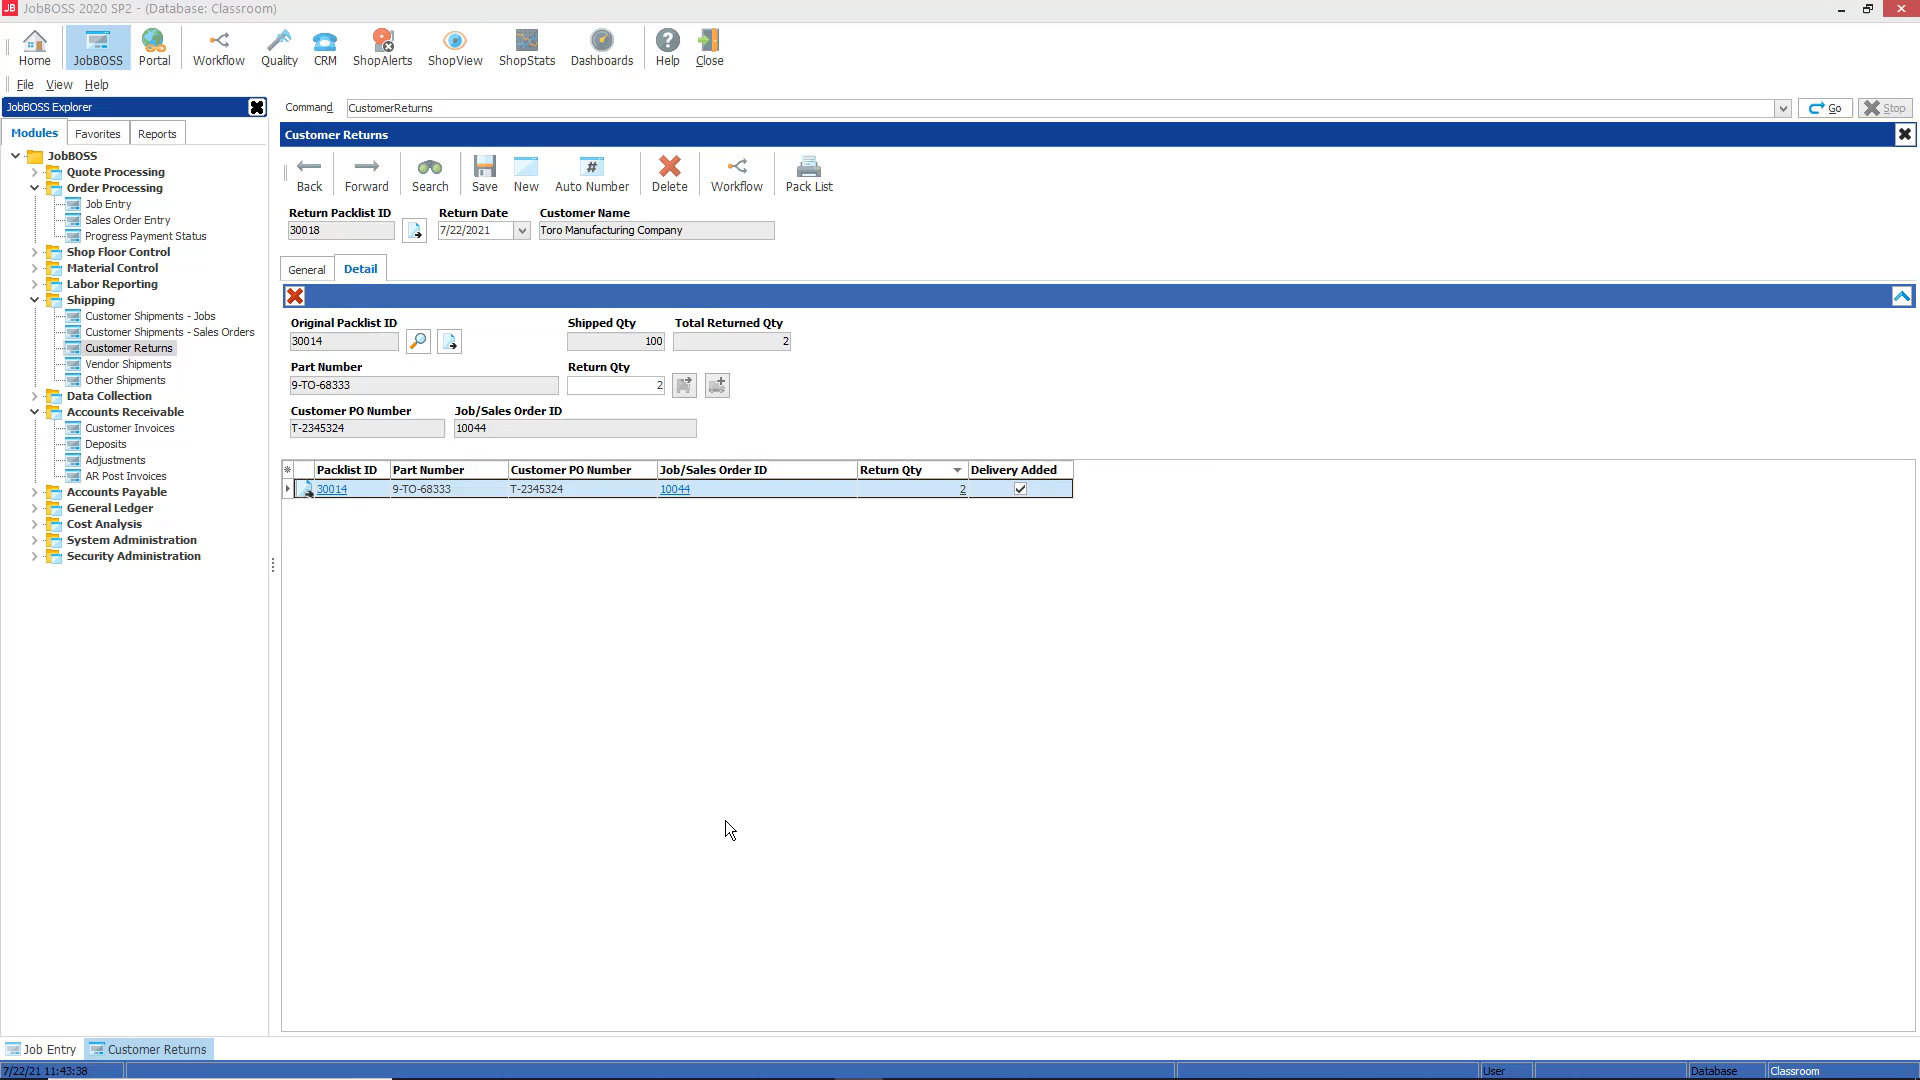 JB JobBOSS 2020 SP2 - (Database: Classroom)
Home JobBOSS Portal Workflow Quality CRM ShopAlerts ShopView ShopStats Dashboards Help Close
File View Help
JobBOSS Explorer
Command CustomerReturns Go Stop
Modules Favorites Reports
Customer Returns
JobBOSS
Quote Processing
Order Processing
Job Entry
Sales Order Entry
Progress Payment Status
Shop Floor Control
Material Control
Labor Reporting
Shipping
Customer Shipments - Jobs
Customer Shipments - Sales Orders
Customer Returns
Vendor Shipments
Other Shipments
Data Collection
Accounts Receivable
Customer Invoices
Deposits
Adjustments
AR Post Invoices
Accounts Payable
General Ledger
Cost Analysis
System Administration
Security Administration
Back Forward Search Save New # Auto Number Delete Workflow Pack List
Return Packlist ID Return Date Customer Name
30018 7/22/2021 Toro Manufacturing Company
General Detail
Original Packlist ID Shipped Qty Total Returned Qty
30014 100 2
Part Number Return Qty
9-TO-68333 2
Customer PO Number Job/Sales Order ID
T-2345324 10044
Packlist ID Part Number Customer PO Number Job/Sales Order ID Return Qty Delivery Added
30014 9-TO-68333 T-2345324 10044 2
Job Entry Customer Returns
7/22/21 11:43:38 User Database Classroom